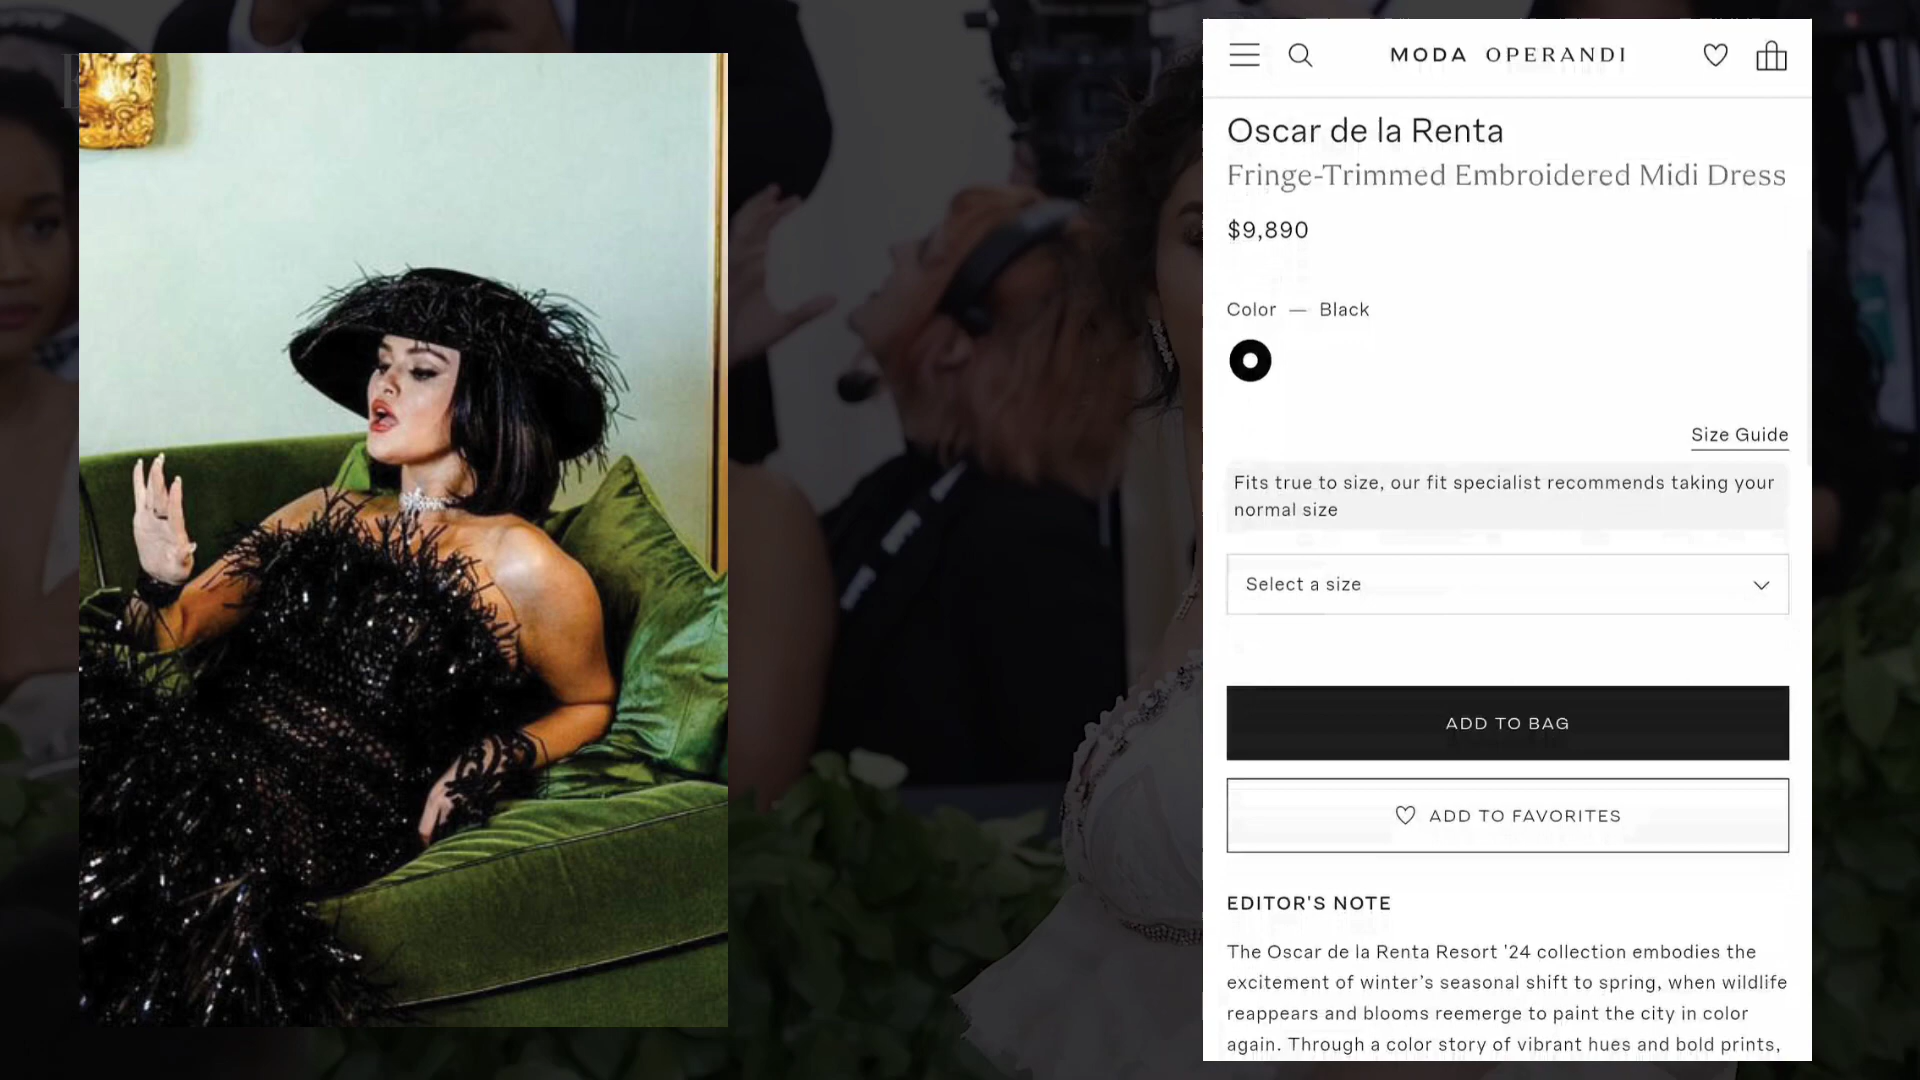 MODA OPERANDI
Oscar de la Renta
Fringe-Trimmed Embroidered Midi Dress
$9,890
Color — Black
Size Guide
Fits true to size, our fit specialist recommends taking your
normal size
Select a size
ADD TO BAG
ADD TO FAVORITES
EDITOR'S NOTE
The Oscar de la Renta Resort '24 collection embodies the
excitement of winter's seasonal shift to spring, when wildlife
reappears and blooms reemerge to paint the city in color
again. Through a color story of vibrant hues and bold prints,